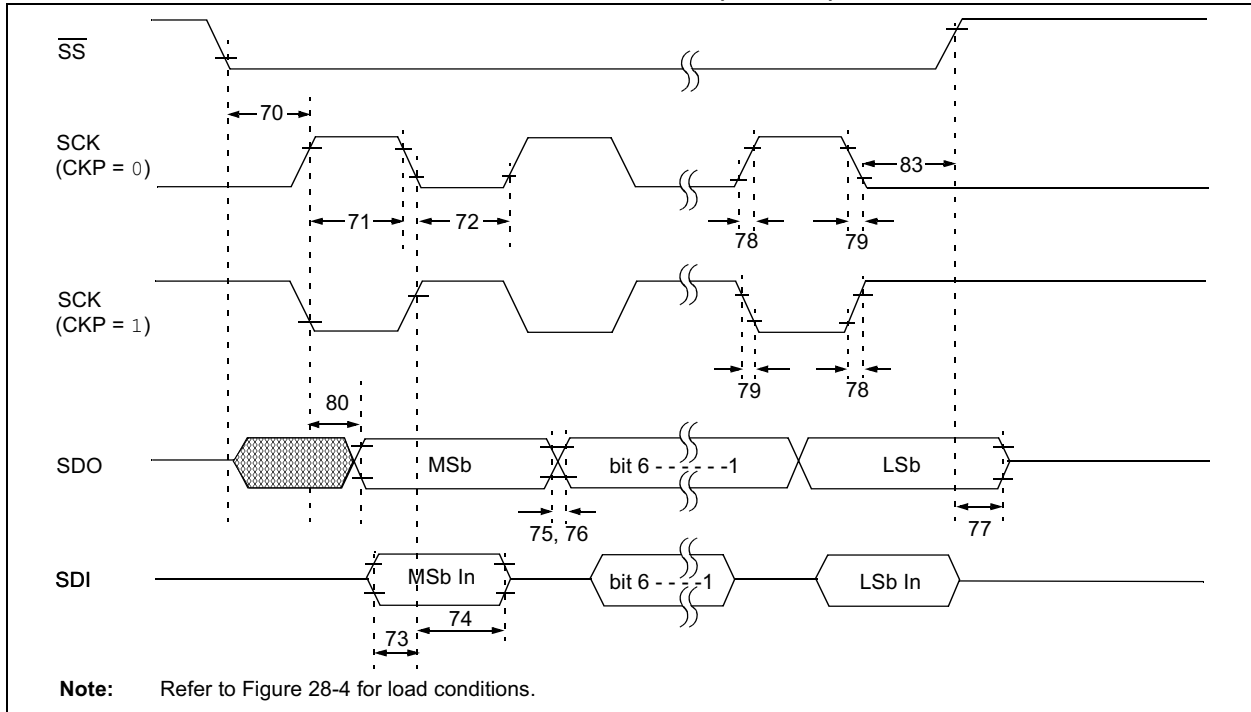 SS
70
SCK
(CKP = 0)
83
71
72
78
79
SCK
(CKP = 1)
79
78
80
SDO
MSb
bit 6 - - - - - -1
LSb
75, 76
77
SDI
MSb In
bit 6 - - - -1
LSb In
74
73
Note: Refer to Figure 28-4 for load conditions.